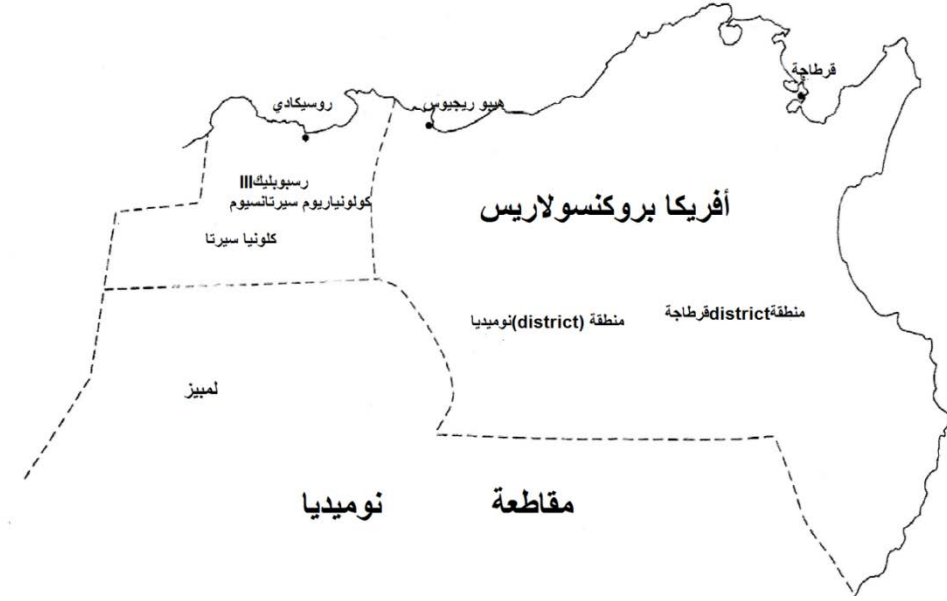 قرطاجة
روسيكادي
هيبو ريجيوس
رسبوبليكIII
كولونياريوم سيرتانسيوم
أفريكا بروكنسولاريس
كلونيا سيرتا
منطقةdistrictقرطاجة
منطقة (district)نوميديا
لمبيز
مقاطعة نوميديا